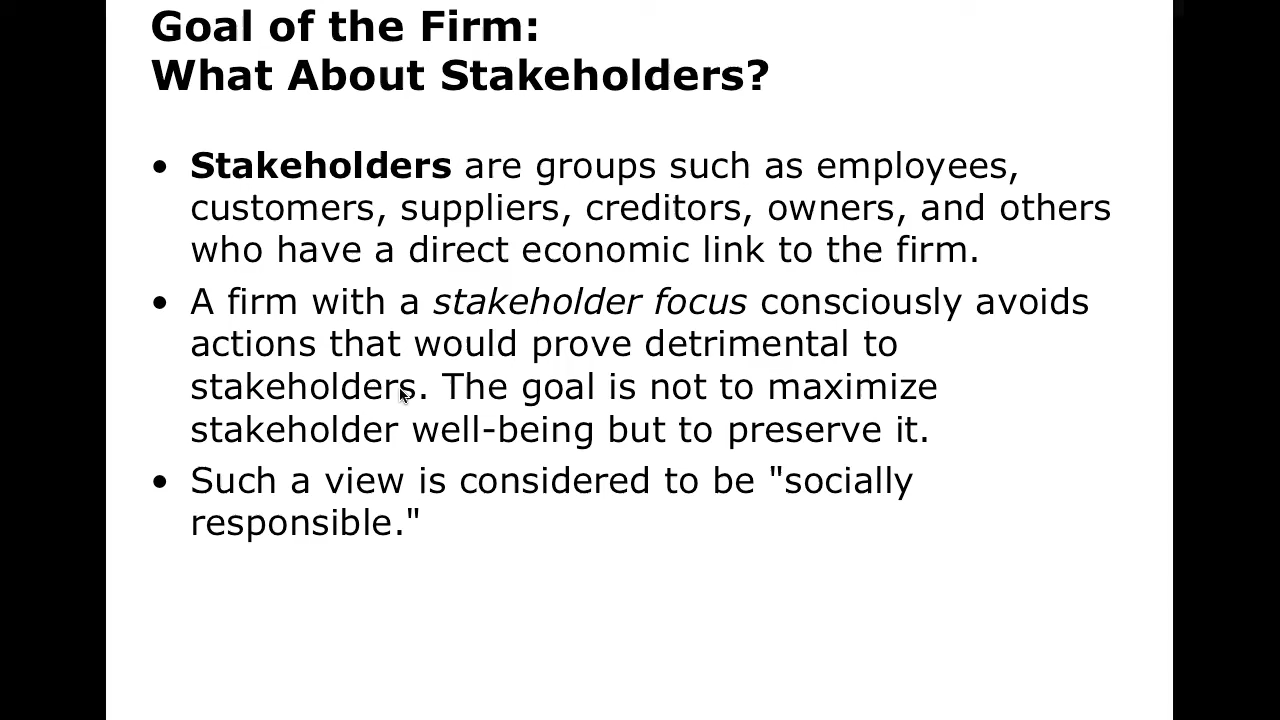 Goal of the Firm:
What About Stakeholders?
• Stakeholders are groups such as employees,
customers, suppliers, creditors, owners, and others
who have a direct economic link to the firm.
• A firm with a stakeholder focus consciously avoids
actions that would prove detrimental to
stakeholders. The goal is not to maximize
stakeholder well-being but to preserve it.
• Such a view is considered to be "socially
responsible."